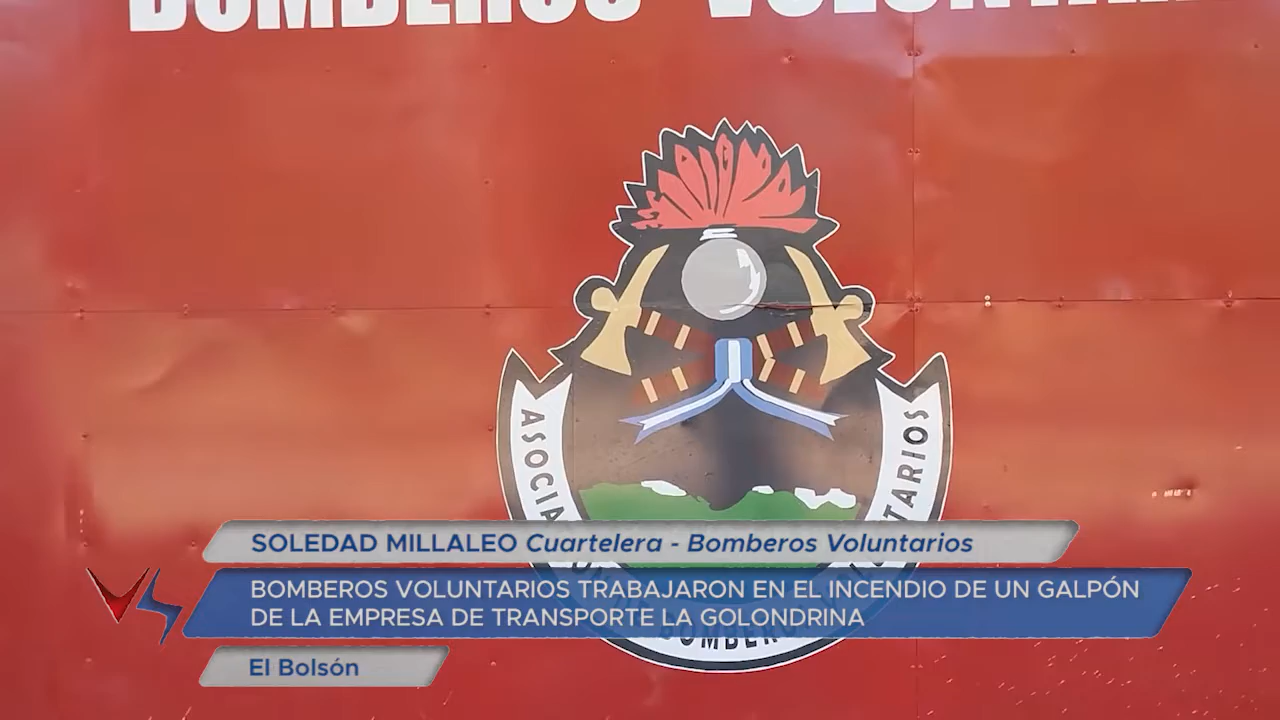 BOMBEROS
SOLEDAD MILLALEO Cuartelera - Bomberos Voluntarios
BOMBEROS VOLUNTARIOS TRABAJARON EN EL INCENDIO DE UN GALPÓN
DE LA EMPRESA DE TRANSPORTE LA GOLONDRINA
El Bolsón